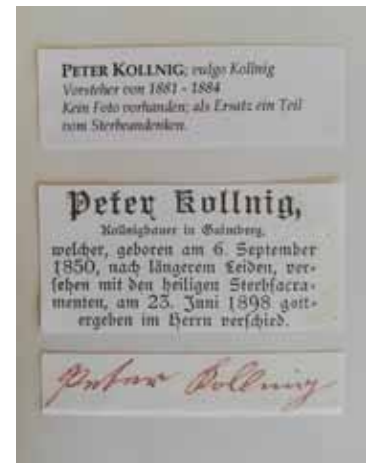 PETER KOLLNIG; vulgo Kollnig
Vorsteher von 1881 - 1884
Kein Foto vorhanden; als Ersatz ein Teil
vom Sterbeandenken.
Peter Kollnig,
Kollnigbauer in Gaimberg,
welcher, geboren am 6. September
1850, nach längerem Leiden, ver-
sehen mit den heiligen Sterbsacra-
menten, am 23. Juni 1898 gott-
ergeben im Herrn verschied.
Peter Kollnig